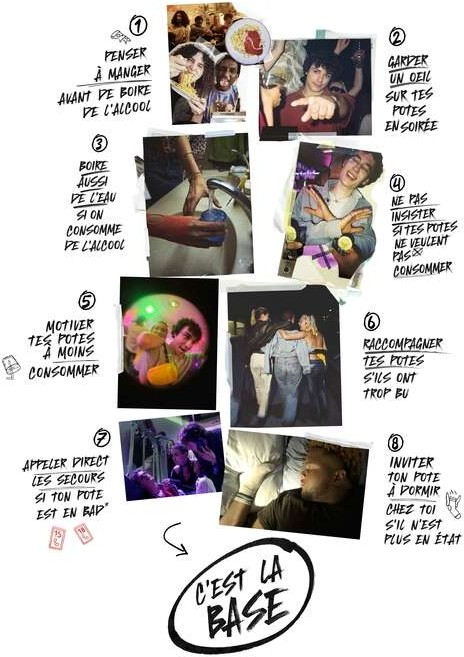 1
PENSER
À MANGER
AVANT DE BOIRE
DE L'ALCOOL
2
GARDER
UN OEIL
SUR TES
POTES
EN SOIRÉE
3
BOIRE
AUSSI
DE L'EAU
SI ON
CONSOMME
DE L'ALCOOL
4
NE PAS
INSISTER
SI TES POTES
NE VEULENT
PAS
CONSOMMER
5
MOTIVER
TES POTES
À MOINS
CONSOMMER
6
RACCOMPAGNER
TES POTES
S'ILS ONT
TROP BU
7
APPELER DIRECT
LES SECOURS
SI TON POTE
EST EN BAD*
15
18
8
INVITER
TON POTE
À DORMIR
CHEZ TOI
S'IL N'EST
PLUS EN ÉTAT
C'EST LA
BASE